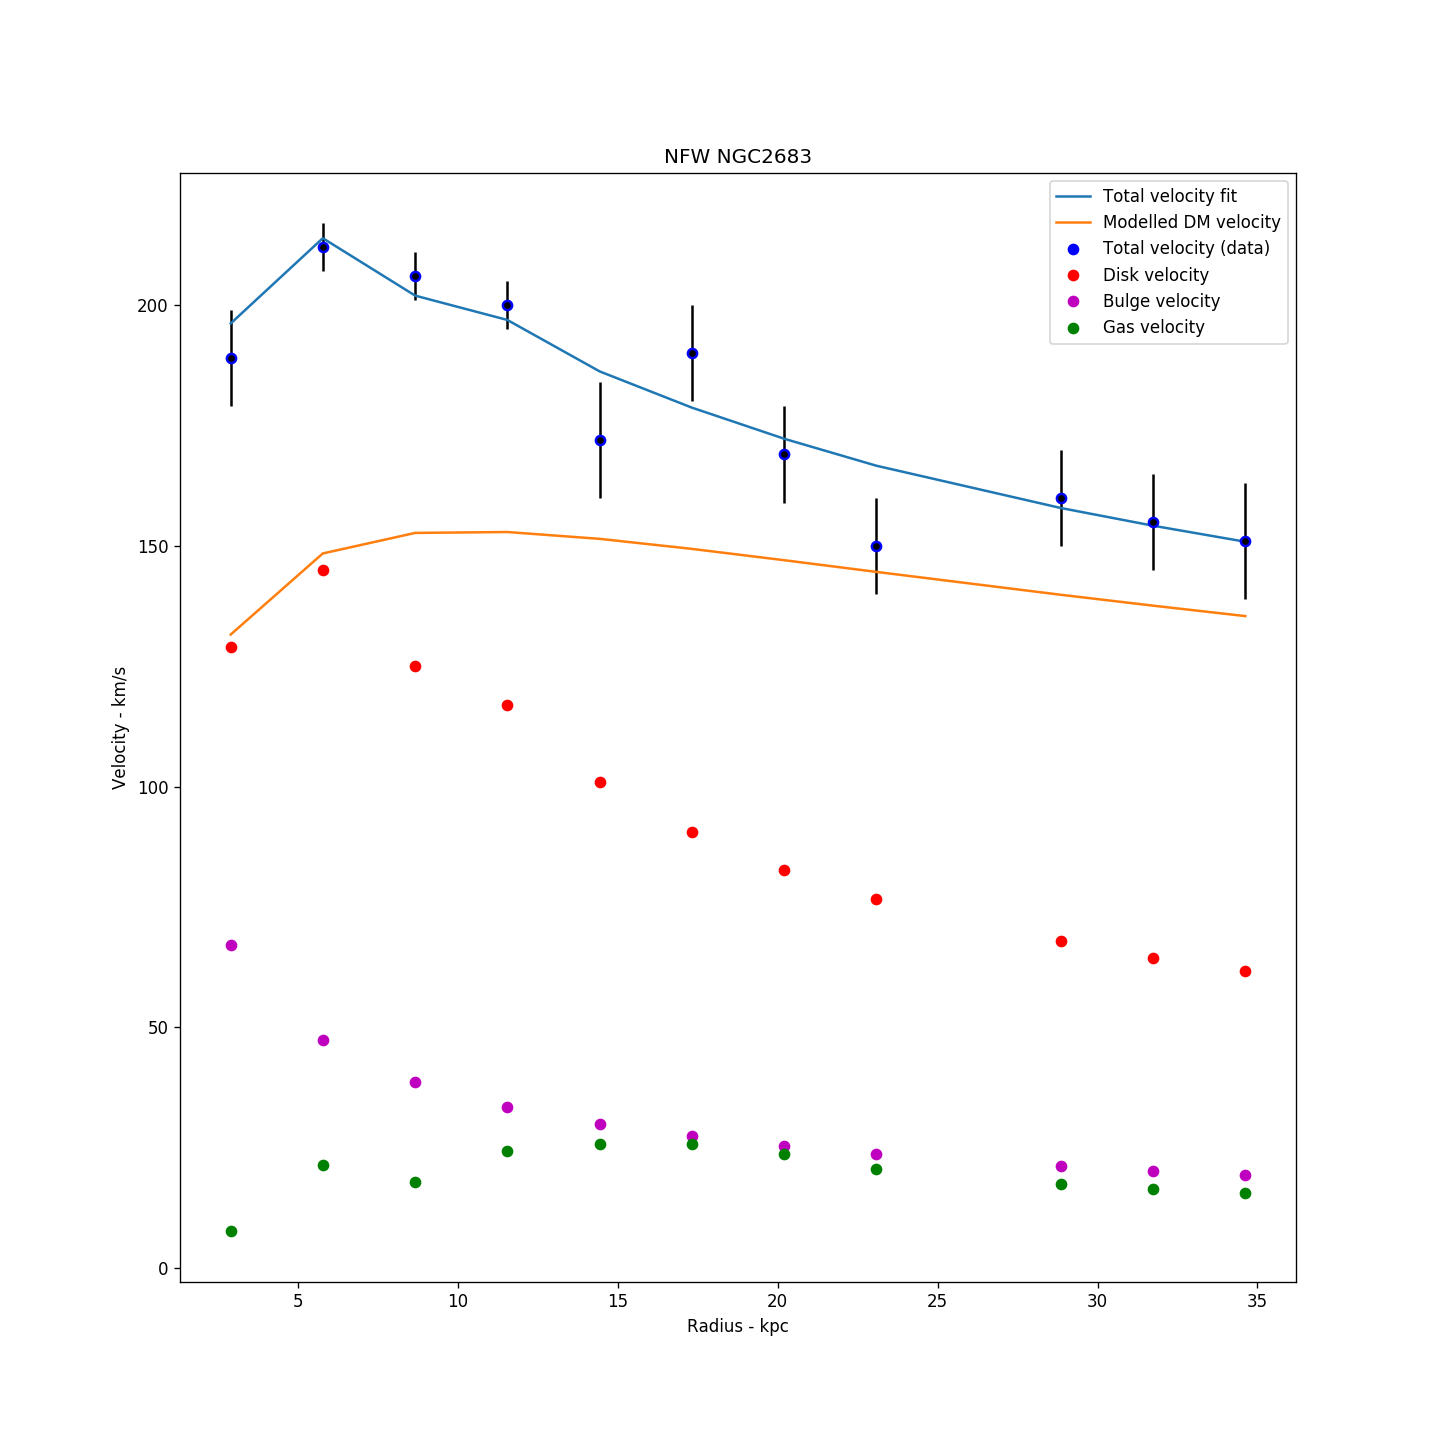 NFW NGC2683
Total velocity fit
Modelled DM velocity
Total velocity (data)
Disk velocity
Bulge velocity
Gas velocity
Velocity - km/s
200
150
100
50
0
5 10 15 20 25 30 35
Radius - kpc